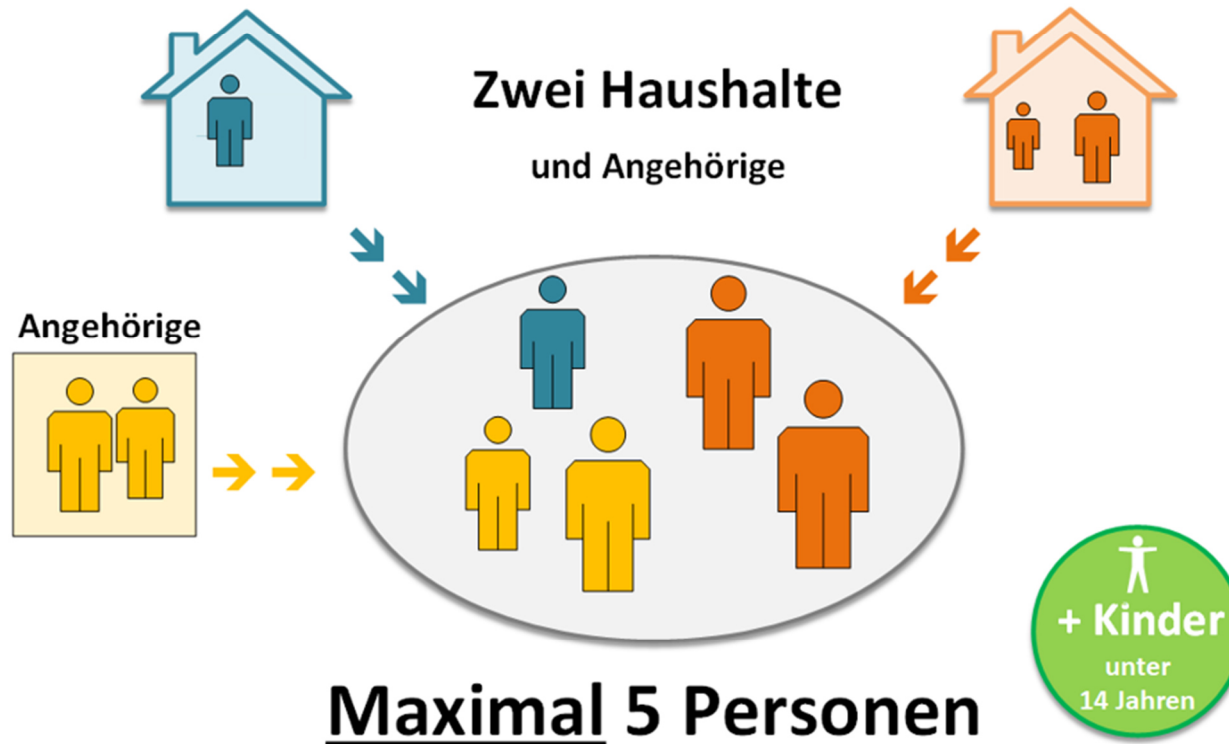 Zwei Haushalte
und Angehörige
Angehörige
+ Kinder
unter
14 Jahren
Maximal 5 Personen